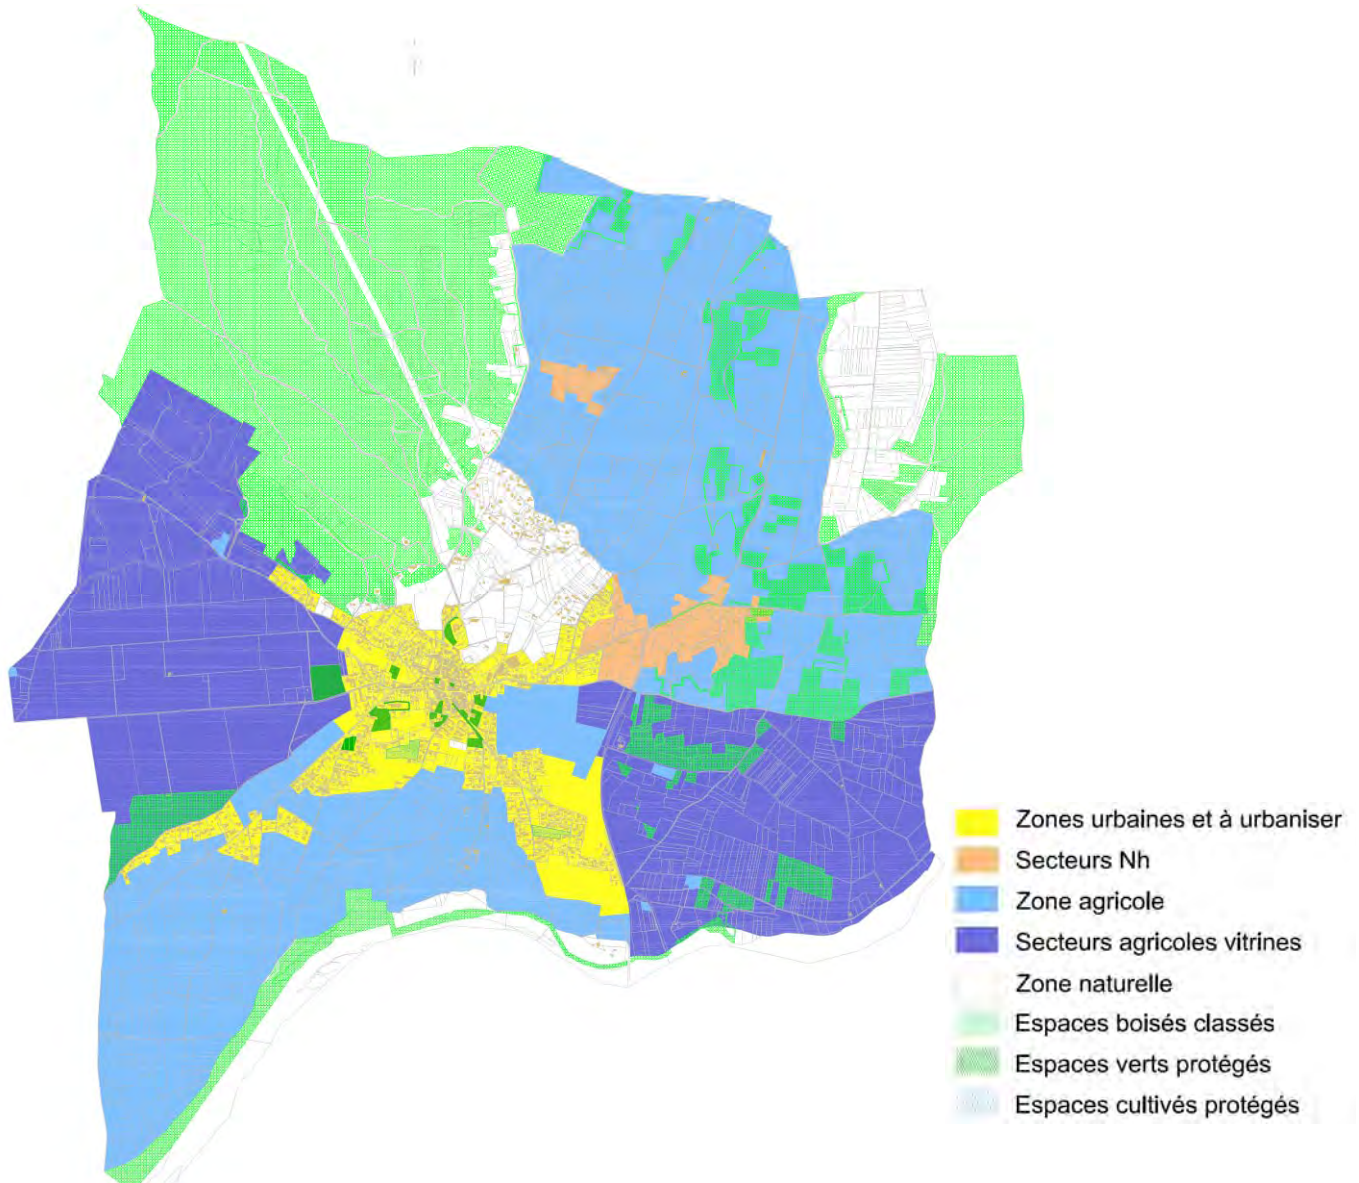 Zones urbaines et à urbaniser
Secteurs Nh
Zone agricole
Secteurs agricoles vitrines
Zone naturelle
Espaces boisés classés
Espaces verts protégés
Espaces cultivés protégés